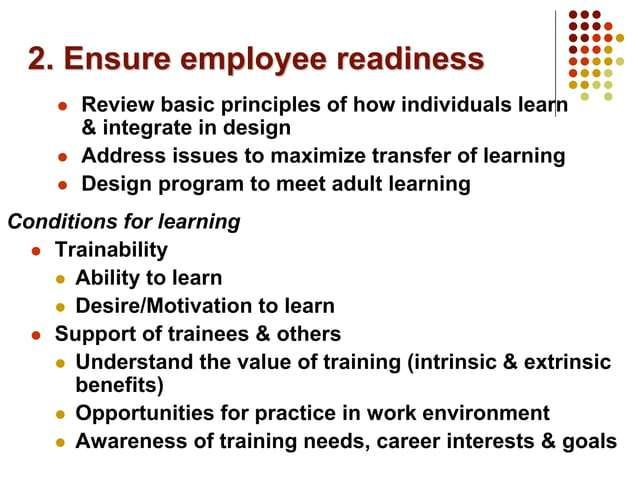 2. Ensure employee readiness
Review basic principles of how individuals learn
& integrate in design
Address issues to maximize transfer of learning
Design program to meet adult learning
Conditions for learning
Trainability
Ability to learn
Desire/Motivation to learn
Support of trainees & others
Understand the value of training (intrinsic & extrinsic
benefits)
Opportunities for practice in work environment
Awareness of training needs, career interests & goals